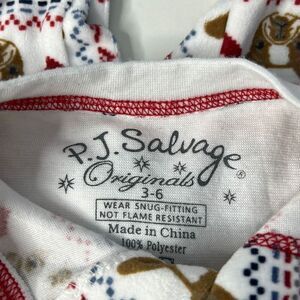 P.J. Salvage®
Originals
3-6
WEAR SNUG-FITTING
NOT FLAME RESISTANT
Made in China
100% Polyester